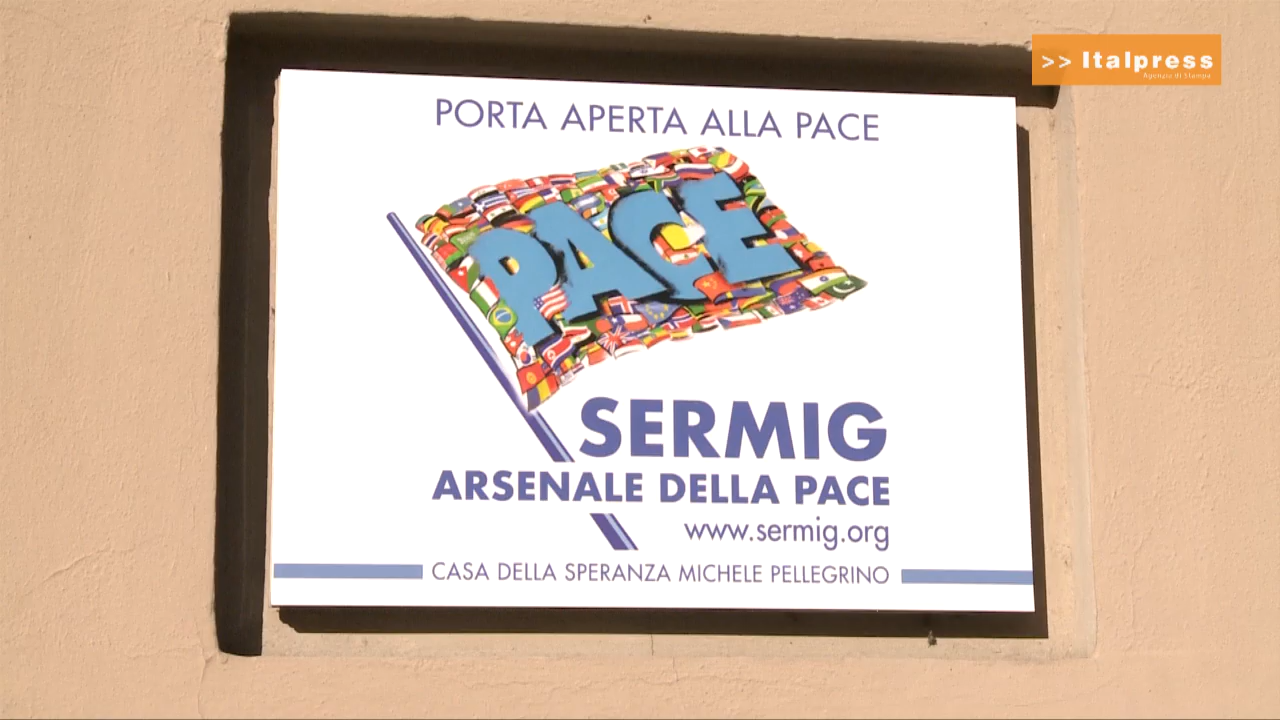 >> Italpress
Agenzia di Stampa
PORTA APERTA ALLA PACE
PACE
SERMIG
ARSENALE DELLA PACE
www.sermig.org
CASA DELLA SPERANZA MICHELE PELLEGRINO